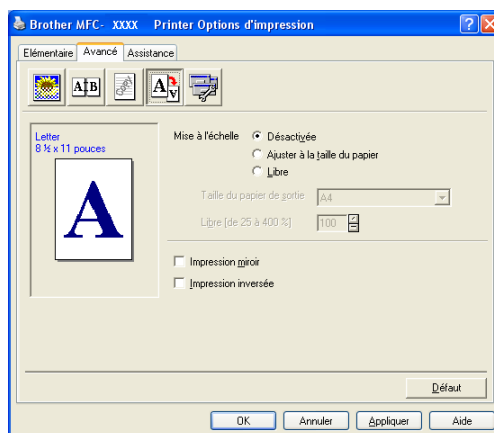 Brother MFC- XXXX Printer Options d'impression
Elémentaire Avancé Assistance
A B
A A
Letter
8 ½ x 11 pouces
A
Mise à l'échelle Désactivée
Ajuster à la taille du papier
Libre
Taille du papier de sortie A4
Libre [de 25 à 400 %] 100
Impression miroir
Impression inversée
Défaut
OK Annuler Appliquer Aide